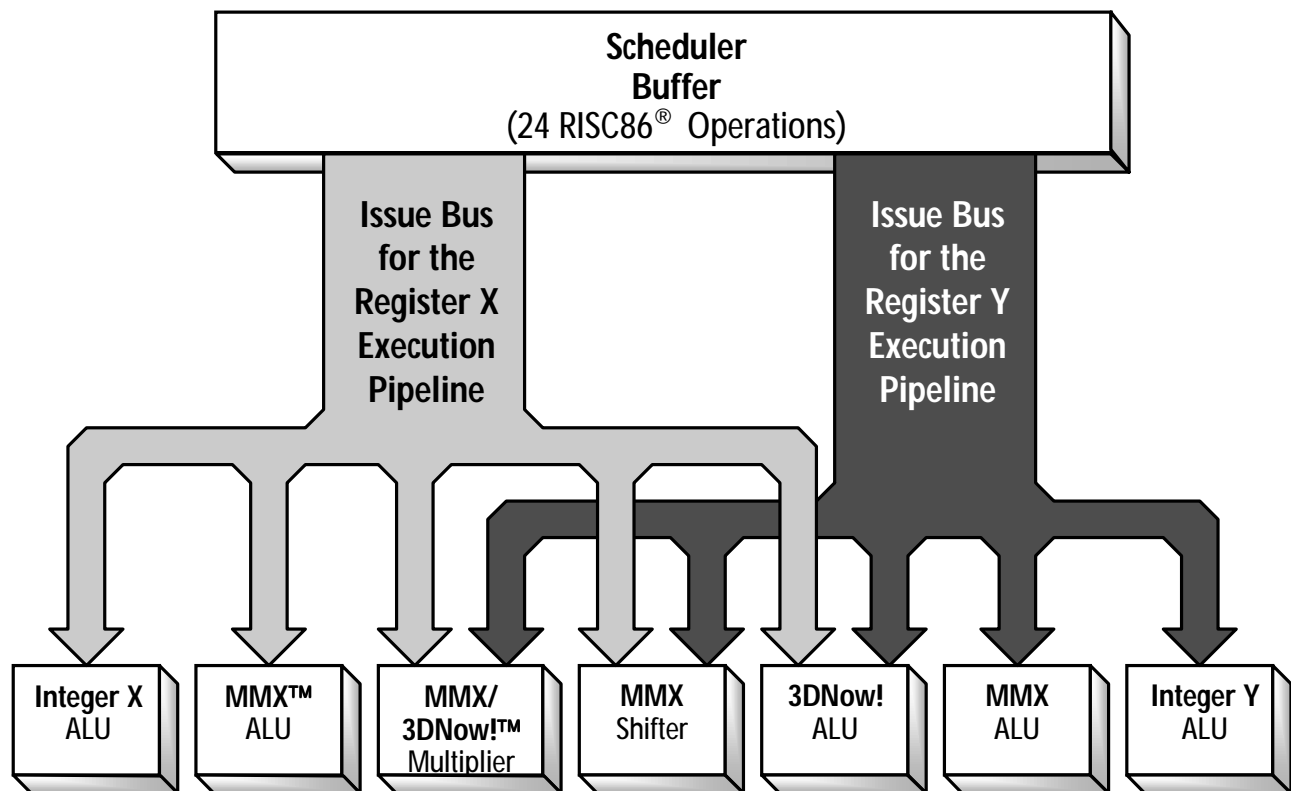 Scheduler
Buffer
(24 RISC86® Operations)
Issue Bus
for the
Register X
Execution
Pipeline
Issue Bus
for the
Register Y
Execution
Pipeline
Integer X
ALU
MMX™
ALU
MMX/
3DNow!™
Multiplier
MMX
Shifter
3DNow!
ALU
MMX
ALU
Integer Y
ALU